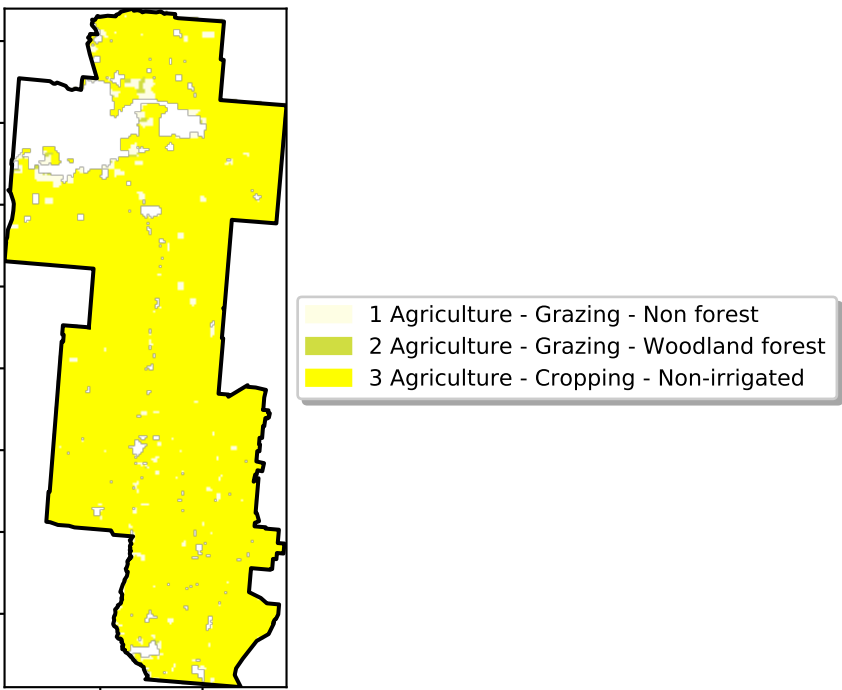 1 Agriculture - Grazing - Non forest
2 Agriculture - Grazing - Woodland forest
3 Agriculture - Cropping - Non-irrigated